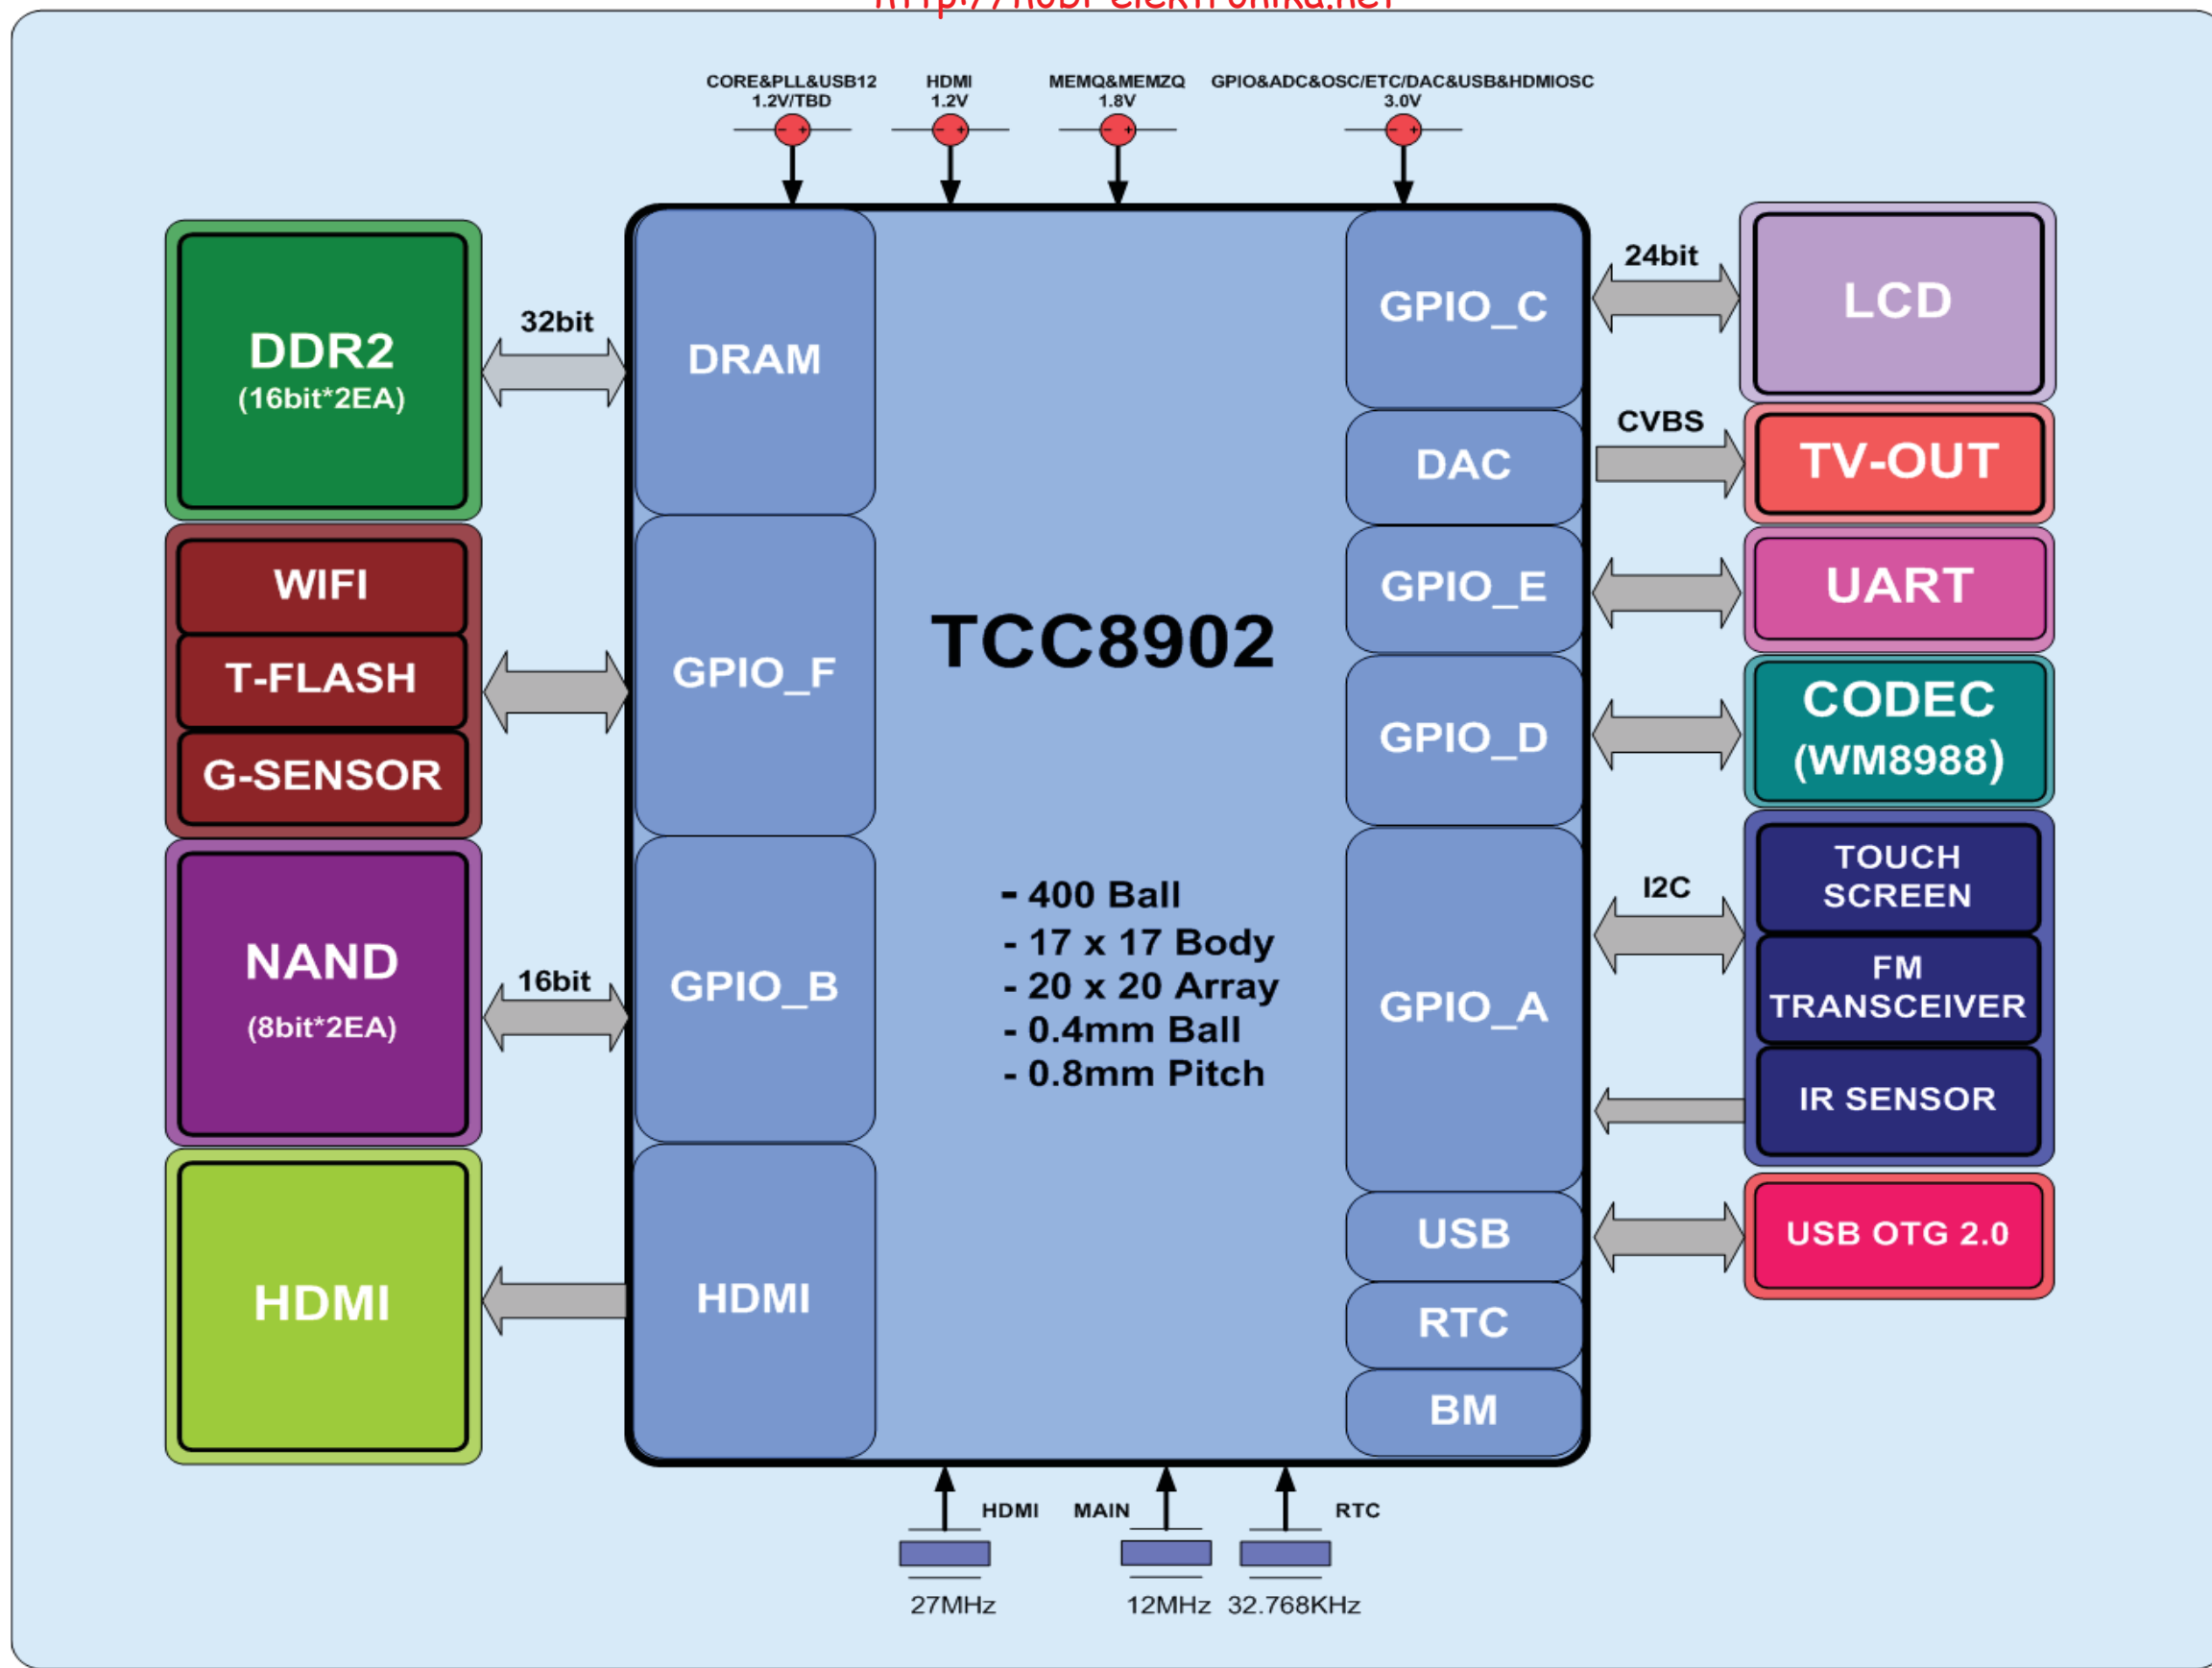 http://hobi-elektronika.net
CORE&PLL&USB12
1.2V/TBD
HDMI
1.2V
MEMQ&MEMZQ
1.8V
GPIO&ADC&OSC/ETC/DAC&USB&HDMIOSC
3.0V
DDR2
(16bit*2EA)
32bit
DRAM
WIFI
T-FLASH
G-SENSOR
GPIO_F
NAND
(8bit*2EA)
16bit
GPIO_B
HDMI
HDMI
TCC8902
- 400 Ball
- 17 x 17 Body
- 20 x 20 Array
- 0.4mm Ball
- 0.8mm Pitch
GPIO_C
24bit
LCD
DAC
CVBS
TV-OUT
GPIO_E
UART
GPIO_D
CODEC
(WM8988)
GPIO_A
I2C
TOUCH
SCREEN
FM
TRANSCEIVER
IR SENSOR
USB
USB OTG 2.0
RTC
BM
HDMI
27MHz
MAIN
12MHz
RTC
32.768KHz